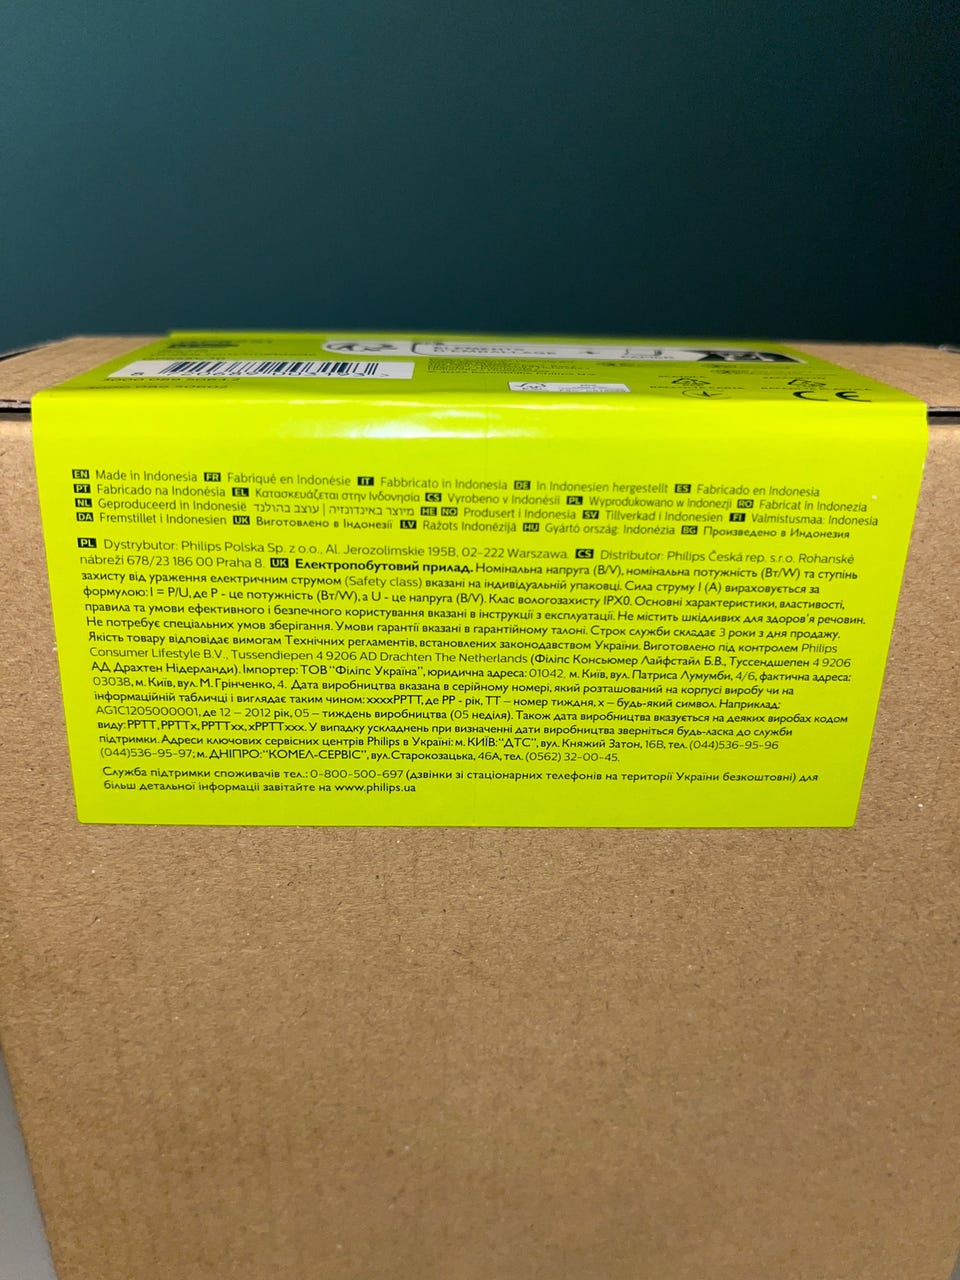 D'EMBALLAGE
3000 089 50642
EN Made in Indonesia FR Fabriqué en Indonésie IT Fabbricato in Indonesia DE In Indonesien hergestellt ES Fabricado en Indonesia
PT Fabricado na Indonésia EL Κατασκευάζεται στην Ινδονησία CS Vyrobeno v Indonésii PL Wyprodukowano w Indonezji RO Fabricat in Indonezia
NL Geproduceerd in Indonesië מיוצר באינדונזיה | עוצב בהולנד HE NO Produsert i Indonesia SV Tillverkad i Indonesien FI Valmistusmaa: Indonesia
DA Fremstillet i Indonesien UK Виготовлено в Індонезії LV Ražots Indonēzijā HU Gyártó ország: Indonézia BG Произведено в Индонезия
PL Dystrybutor: Philips Polska Sp. z o.o., Al. Jerozolimskie 195B, 02-222 Warszawa. CS Distributor: Philips Česká rep. s.r.o. Rohanské
nábreží 678/23 186 00 Praha 8. UK Електропобутовий прилад. Номінальна напруга (В/V), номінальна потужність (Вт/W) та ступінь
захисту від ураження електричним струмом (Safety class) вказані на індивідуальній упаковці. Сила струму I (А) вираховується за
формулою: I = P/U, де P - це потужність (Вт/W), а U - це напруга (В/V). Клас вологозахисту IPX0. Основні характеристики, властивості,
правила та умови ефективного і безпечного користування вказані в інструкції з експлуатації. Не містить шкідливих для здоров'я речовин.
Не потребує спеціальних умов зберігання. Умови гарантії вказані в гарантійному талоні. Строк служби складає 3 роки з дня продажу.
Якість товару відповідає вимогам Технічних регламентів, встановлених законодавством України. Виготовлено під контролем Philips
Consumer Lifestyle B.V., Tussendiepen 4 9206 AD Drachten The Netherlands (Філіпс Консьюмер Лайфстайл Б.В., Туссендшепен 4 9206
АД Драхтен Нідерланди). Імпортер: ТОВ "Філіпс Україна", юридична адреса: 01042, м. Київ, вул. Патриса Лумумби, 4/6, фактична адреса:
03038, м. Київ, вул. М. Грінченко, 4. Дата виробництва вказана в серійному номері, який розташований на корпусі виробу чи на
інформаційній табличці і виглядає таким чином: xxxxPPTT, де PP - рік, TT – номер тиждня, x – будь-який символ. Наприклад:
AG1C1205000001, де 12 – 2012 рік, 05 – тиждень виробництва (05 неділя). Також дата виробництва вказується на деяких виробах кодом
виду: PPTT, PPTTx, PPTTxx, xPPTTxxx. У випадку ускладнень при визначенні дати виробництва зверніться будь-ласка до служби
підтримки. Адреси ключових сервісних центрів Philips в Україні: м. КИЇВ: "ДТС", вул. Княжий Затон, 16В, тел. (044)536-95-96
(044)536-95-97; м. ДНІПРО: "КОМЕЛ-СЕРВІС", вул. Старокозацька, 46А, тел. (0562) 32-00-45.
Служба підтримки споживачів тел.: 0-800-500-697 (дзвінки зі стаціонарних телефонів на території України безкоштовні) для
більш детальної інформації завітайте на www.philips.ua